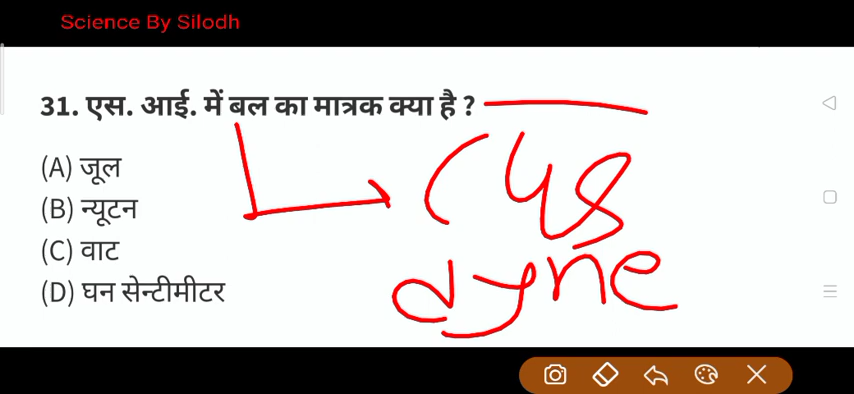 Science By Silodh
31. एस. आई. में बल का मात्रक क्या है ?
(A) जूल
(B) न्यूटन
(C) वाट
(D) घन सेन्टीमीटर
CGS
dyne